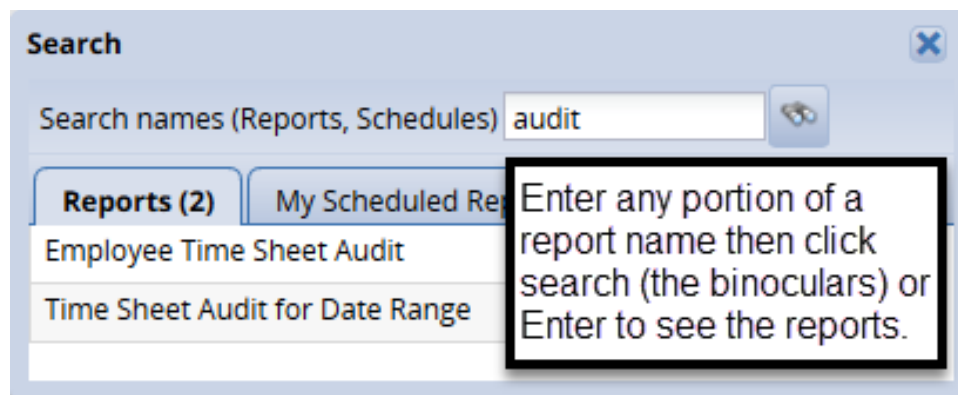 Search
Search names (Reports, Schedules) audit
Reports (2) My Scheduled
Employee Time Sheet Audit
Time Sheet Audit for Date Range
Enter any portion of a
report name then click
search (the binoculars) or
Enter to see the reports.